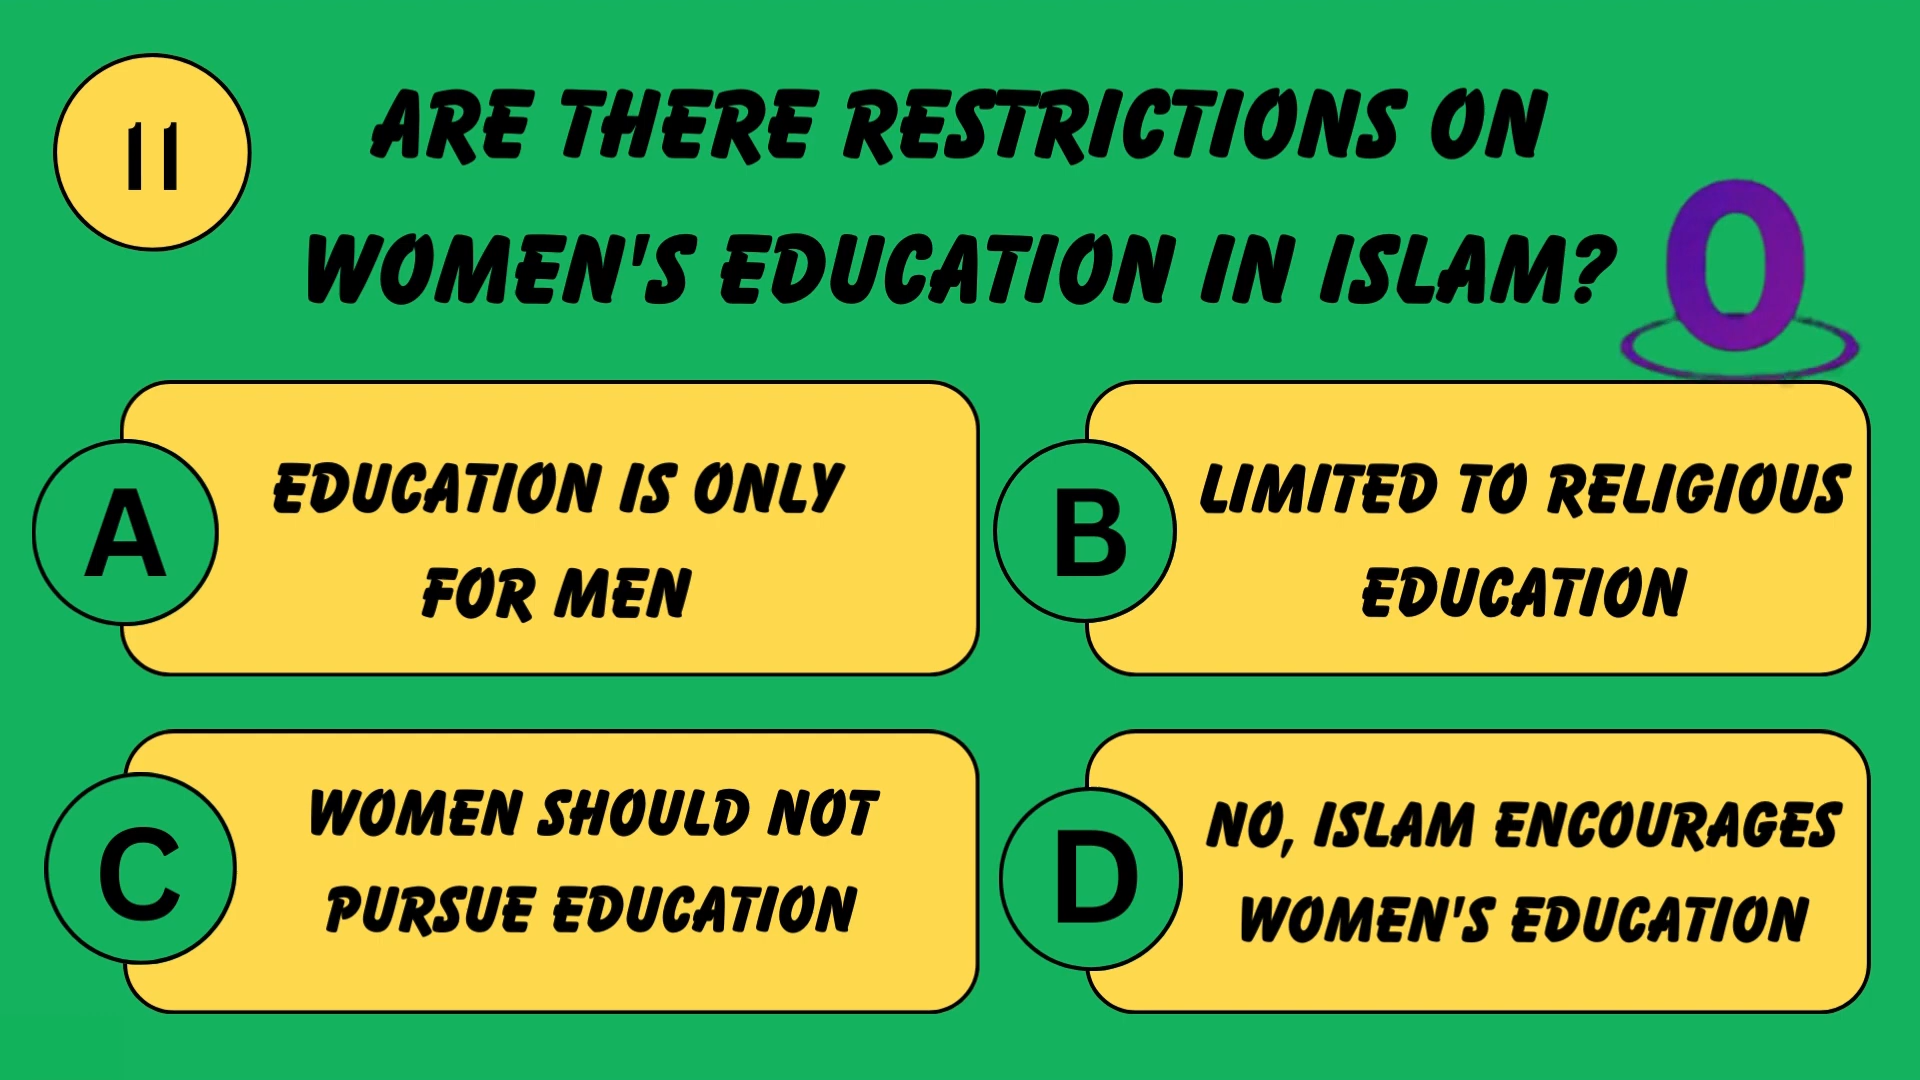 11
ARE THERE RESTRICTIONS ON
WOMEN'S EDUCATION IN ISLAM?
0
A
EDUCATION IS ONLY
FOR MEN
B
LIMITED TO RELIGIOUS
EDUCATION
C
WOMEN SHOULD NOT
PURSUE EDUCATION
D
NO, ISLAM ENCOURAGES
WOMEN'S EDUCATION